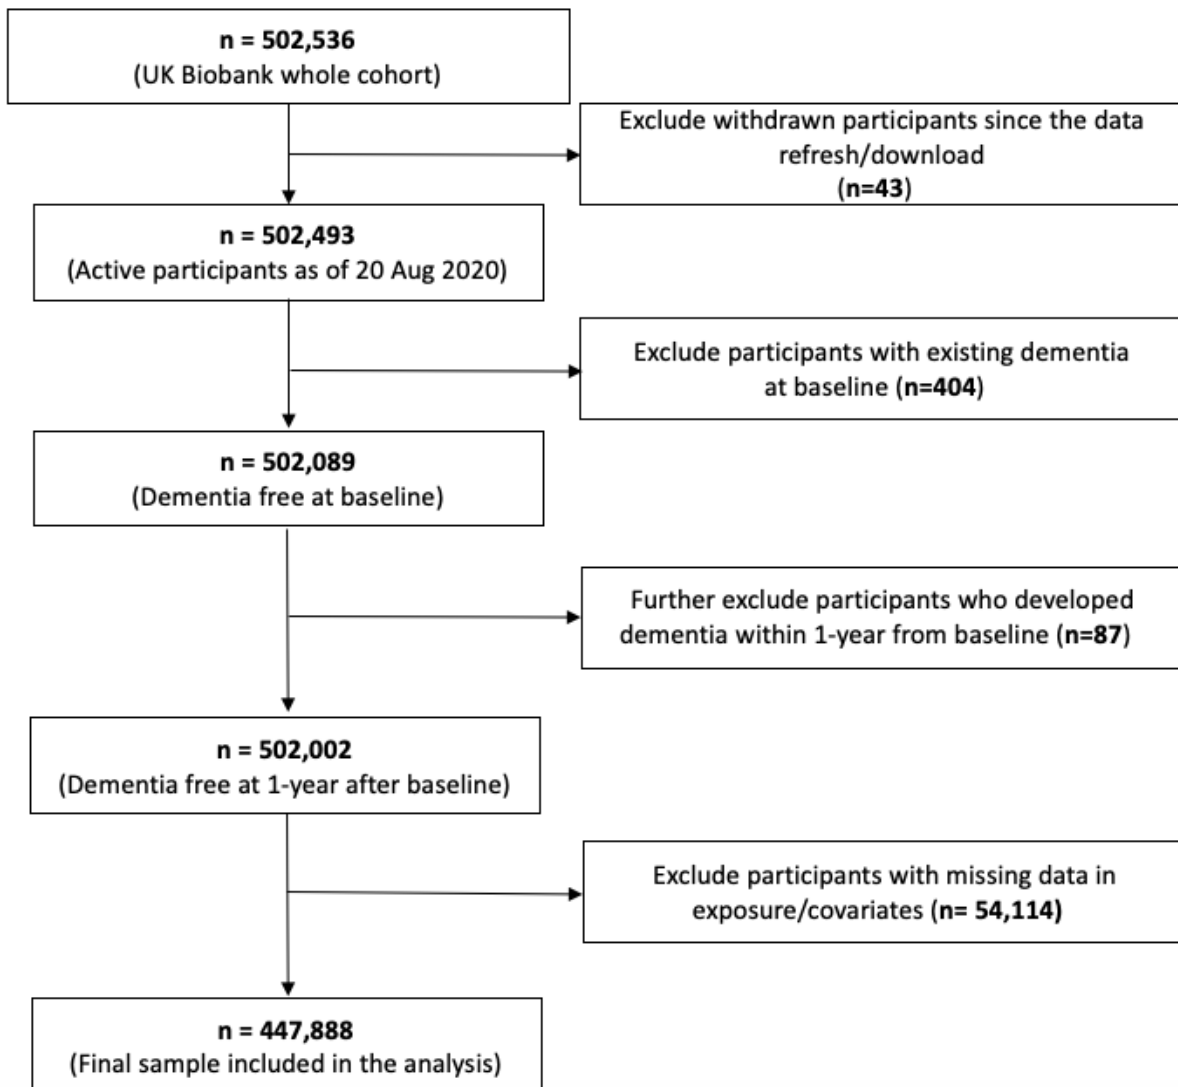 n = 502,536
(UK Biobank whole cohort)
Exclude withdrawn participants since the data
refresh/download
(n=43)
n = 502,493
(Active participants as of 20 Aug 2020)
Exclude participants with existing dementia
at baseline (n=404)
n = 502,089
(Dementia free at baseline)
Further exclude participants who developed
dementia within 1-year from baseline (n=87)
n = 502,002
(Dementia free at 1-year after baseline)
Exclude participants with missing data in
exposure/covariates (n= 54,114)
n = 447,888
(Final sample included in the analysis)